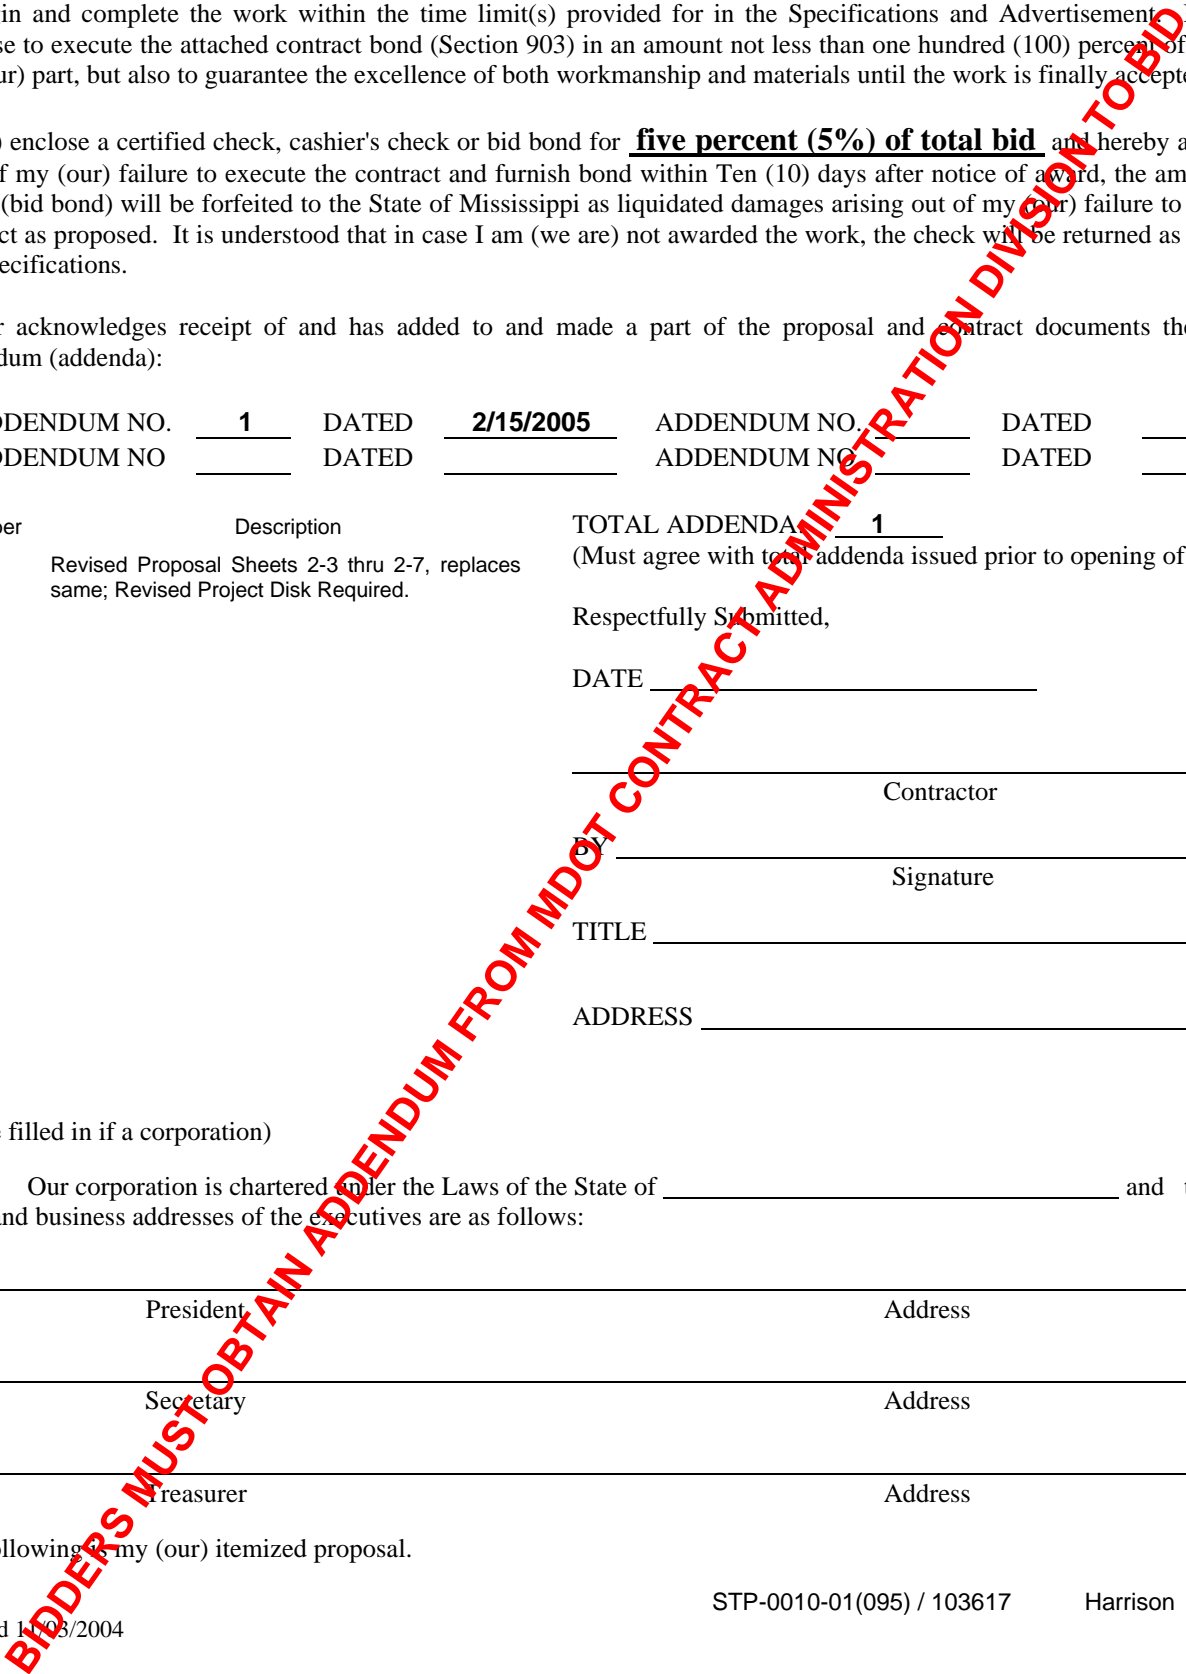 in and complete the work within the time limit(s) provided for in the Specifications and Advertisement.
se to execute the attached contract bond (Section 903) in an amount not less than one hundred (100) percent of
ur) part, but also to guarantee the excellence of both workmanship and materials until the work is finally accepte
) enclose a certified check, cashier's check or bid bond for five percent (5%) of total bid and hereby a
f my (our) failure to execute the contract and furnish bond within Ten (10) days after notice of award, the am
(bid bond) will be forfeited to the State of Mississippi as liquidated damages arising out of my (our) failure to
ct as proposed. It is understood that in case I am (we are) not awarded the work, the check will be returned as
ecifications.
r acknowledges receipt of and has added to and made a part of the proposal and contract documents the
dum (addenda):
DDENDUM NO. 1 DATED 2/15/2005 ADDENDUM NO. DATED
DDENDUM NO DATED ADDENDUM NO DATED
ber Description
TOTAL ADDENDA: 1
(Must agree with total addenda issued prior to opening of
Revised Proposal Sheets 2-3 thru 2-7, replaces
same; Revised Project Disk Required.
Respectfully Submitted,
DATE
Contractor
BY
Signature
TITLE
ADDRESS
filled in if a corporation)
Our corporation is chartered under the Laws of the State of and t
and business addresses of the executives are as follows:
President Address
Secretary Address
Treasurer Address
ollowing is my (our) itemized proposal.
STP-0010-01(095) / 103617 Harrison
d 11/03/2004
BIDDERS MUST OBTAIN ADDENDUM FROM MDOT CONTRACT ADMINISTRATION DIVISION TO BID